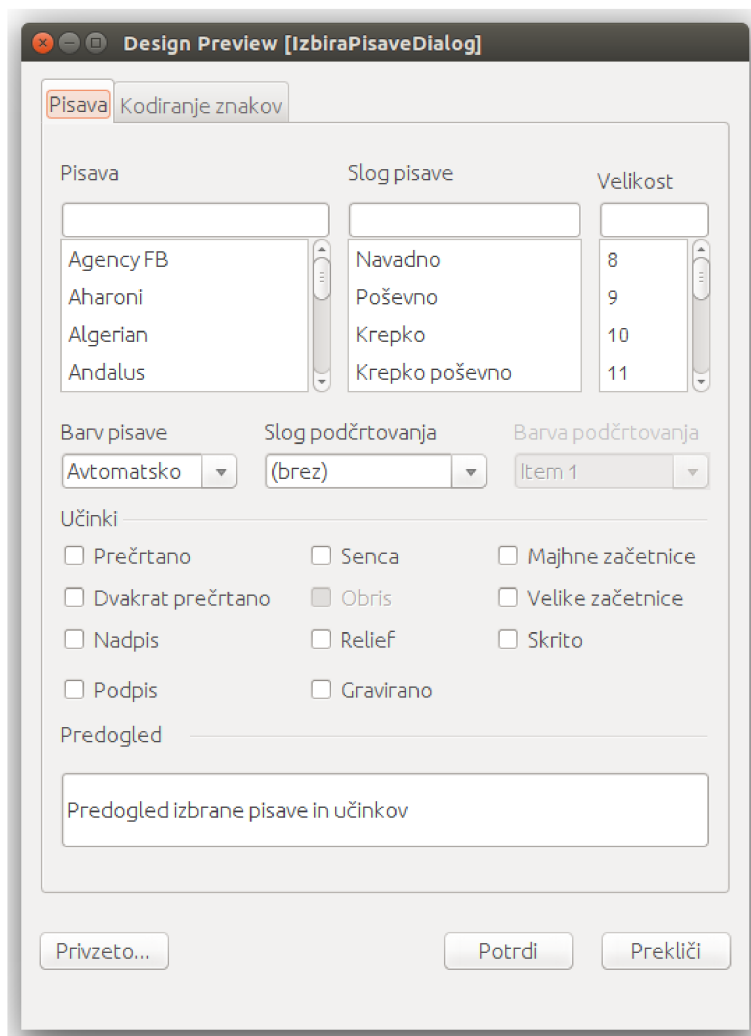 Design Preview [IzbiraPisaveDialog]
Pisava Kodiranje znakov
Pisava Slog pisave Velikost
Agency FB Navadno 8
Aharoni Poševno 9
Algerian Krepko 10
Andalus Krepko poševno 11
Barv pisave Slog podčrtovanja Barva podčrtovanja
Avtomatsko (brez) Item 1
Učinki
Prečrtano Senca Majhne začetnice
Dvakrat prečrtano Obris Velike začetnice
Nadpis Relief Skrito
Podpis Gravirano
Predogled
Predogled izbrane pisave in učinkov
Privzeto... Potrdi Prekliči